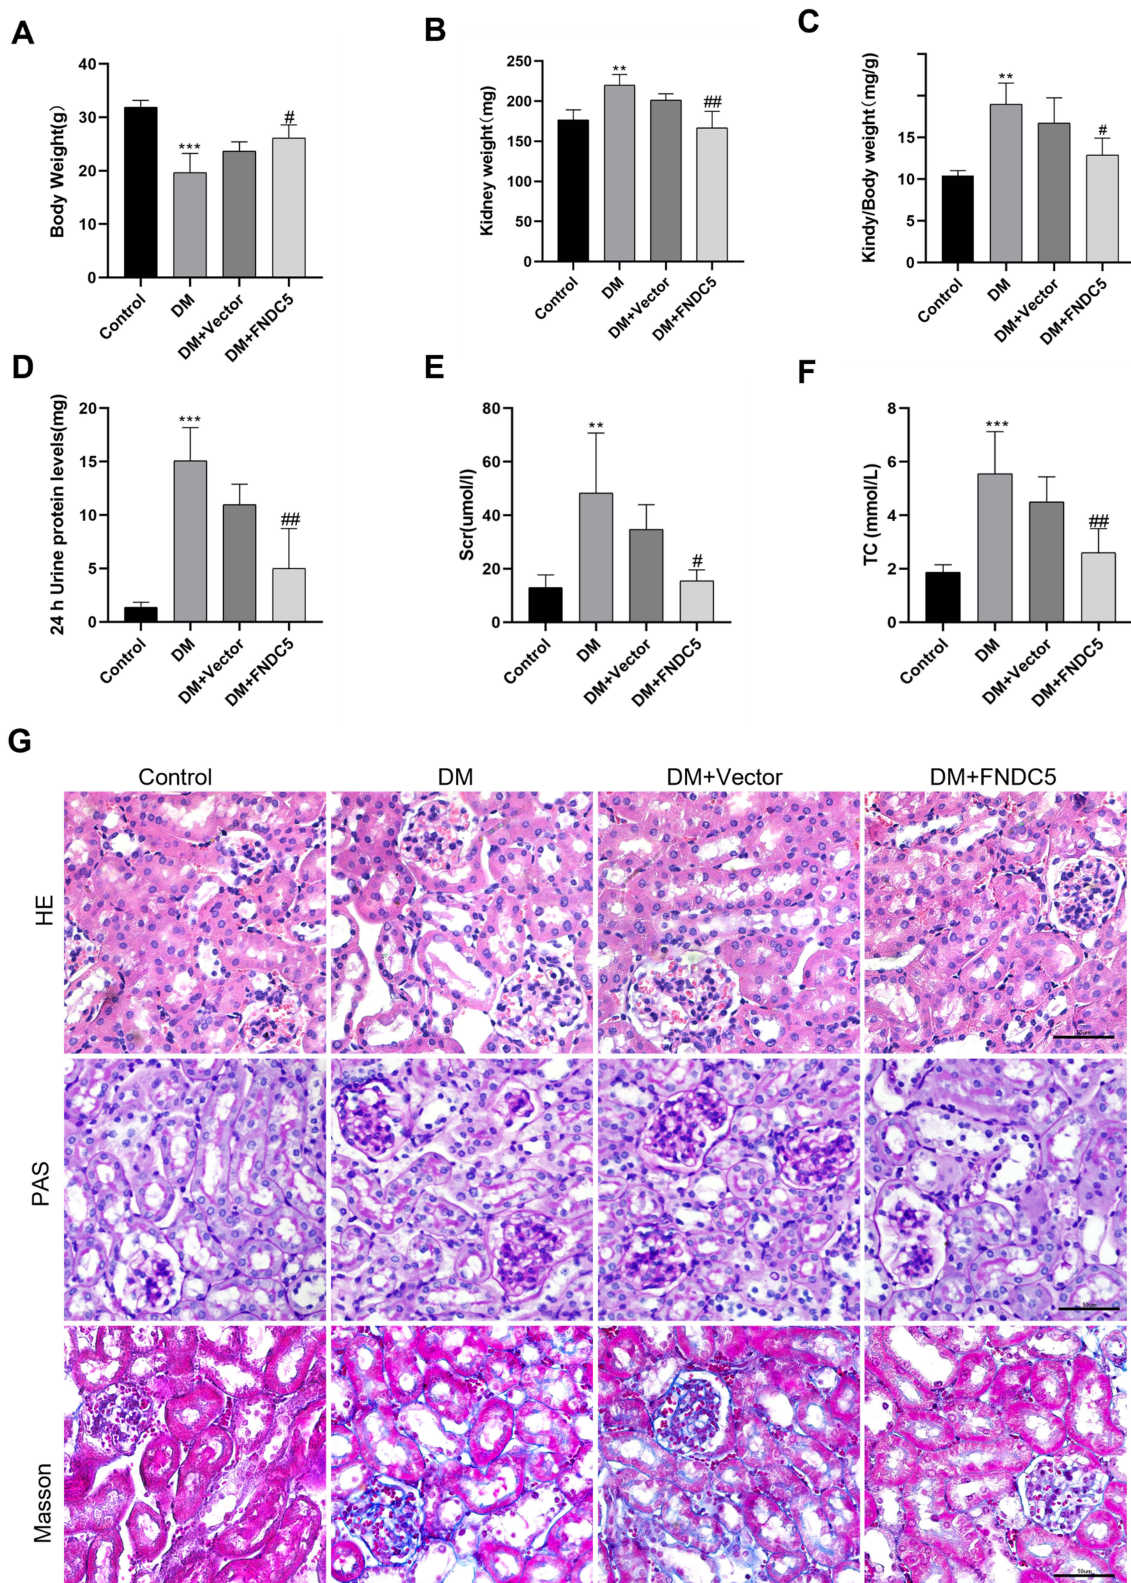 A
Body Weight(g)
40
30
20
10
0
***
#
Control
DM
DM+Vector
DM+FNDC5
B
Kidney weight(mg)
250
200
150
100
50
0
**
##
Control
DM
DM+Vector
DM+FNDC5
C
Kindy/Body weight(mg/g)
15
10
5
0
**
#
Control
DM
DM+Vector
DM+FNDC5
D
24 h Urine protein levels(mg)
20
15
10
5
0
***
##
Control
DM
DM+Vector
DM+FNDC5
E
Scr(umol/l)
80
60
40
20
0
**
#
Control
DM
DM+Vector
DM+FNDC5
F
TC (mmol/L)
8
6
4
2
0
***
##
Control
DM
DM+Vector
DM+FNDC5
G
Control DM DM+Vector DM+FNDC5
HE
50um
PAS
50um
Masson
50um